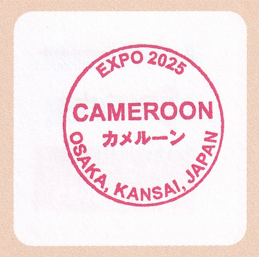 EXPO 2025
CAMEROON
カメルーン
OSAKA, KANSAI, JAPAN